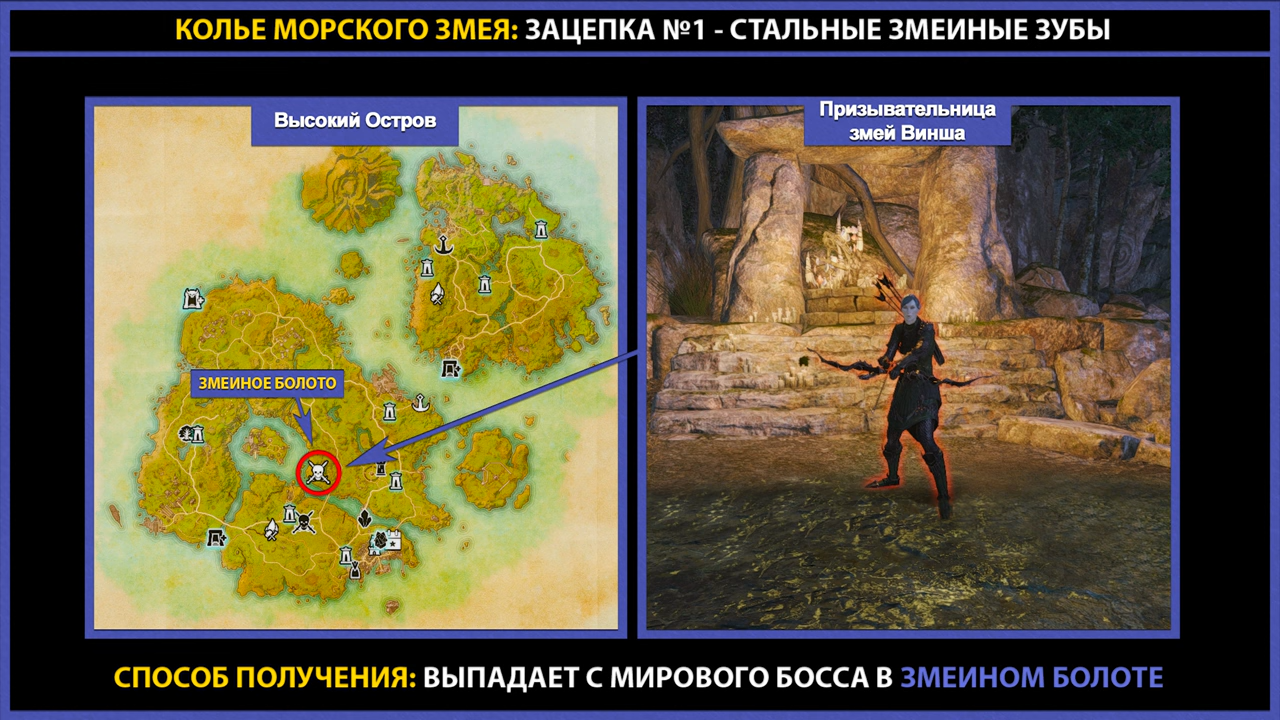 КОЛЬЕ МОРСКОГО ЗМЕЯ: ЗАЦЕПКА №1 - СТАЛЬНЫЕ ЗМЕИНЫЕ ЗУБЫ
Высокий Остров
ЗМЕИНОЕ БОЛОТО
Призывательница
змей Винша
СПОСОБ ПОЛУЧЕНИЯ: ВЫПАДАЕТ С МИРОВОГО БОССА В ЗМЕИНОМ БОЛОТЕ